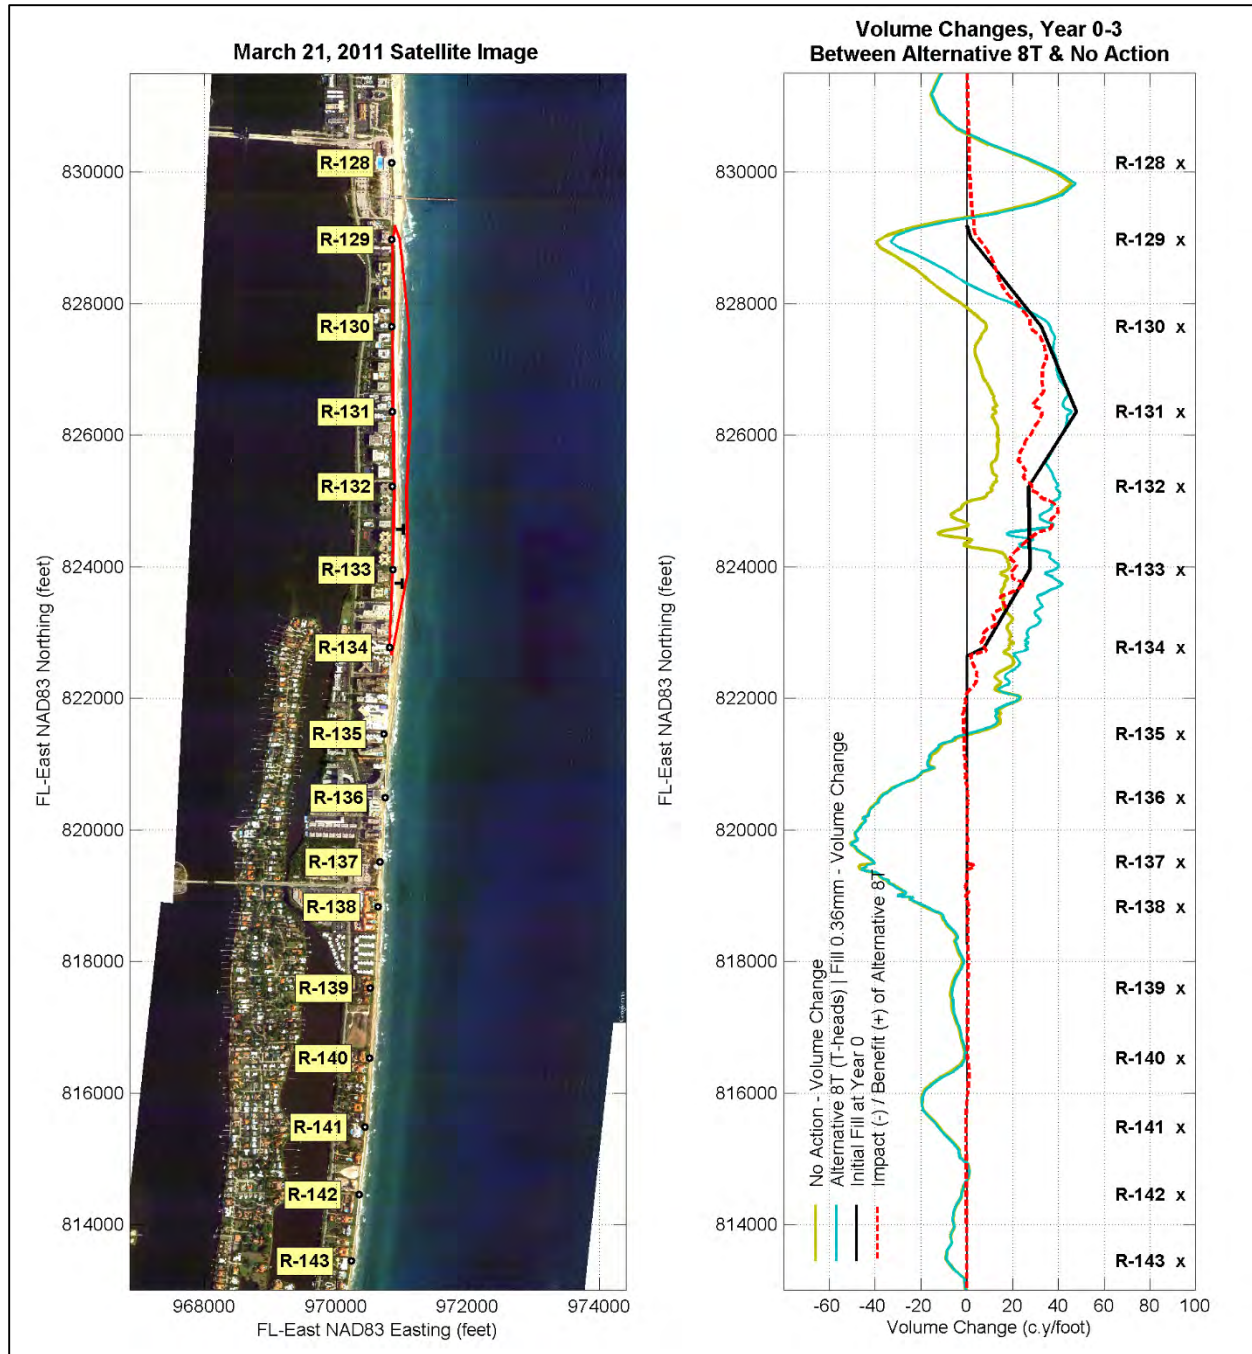 March 21, 2011 Satellite Image
830000
828000
826000
824000
822000
820000
818000
816000
814000
FL-East NAD83 Northing (feet)
R-128
R-129
R-130
R-131
R-132
R-133
R-134
R-135
R-136
R-137
R-138
R-139
R-140
R-141
R-142
R-143
968000 970000 972000 974000
FL-East NAD83 Easting (feet)
Volume Changes, Year 0-3
Between Alternative 8T & No Action
830000
828000
826000
824000
822000
820000
818000
816000
814000
FL-East NAD83 Northing (feet)
R-128 x
R-129 x
R-130 x
R-131 x
R-132 x
R-133 x
R-134 x
R-135 x
R-136 x
R-137 x
R-138 x
R-139 x
R-140 x
R-141 x
R-142 x
R-143 x
No Action - Volume Change
Alternative 8T (T-heads) | Fill 0.36mm - Volume Change
Initial Fill at Year 0
Impact (-) / Benefit (+) of Alternative 8T
-60 -40 -20 0 20 40 60 80 100
Volume Change (c.y/foot)